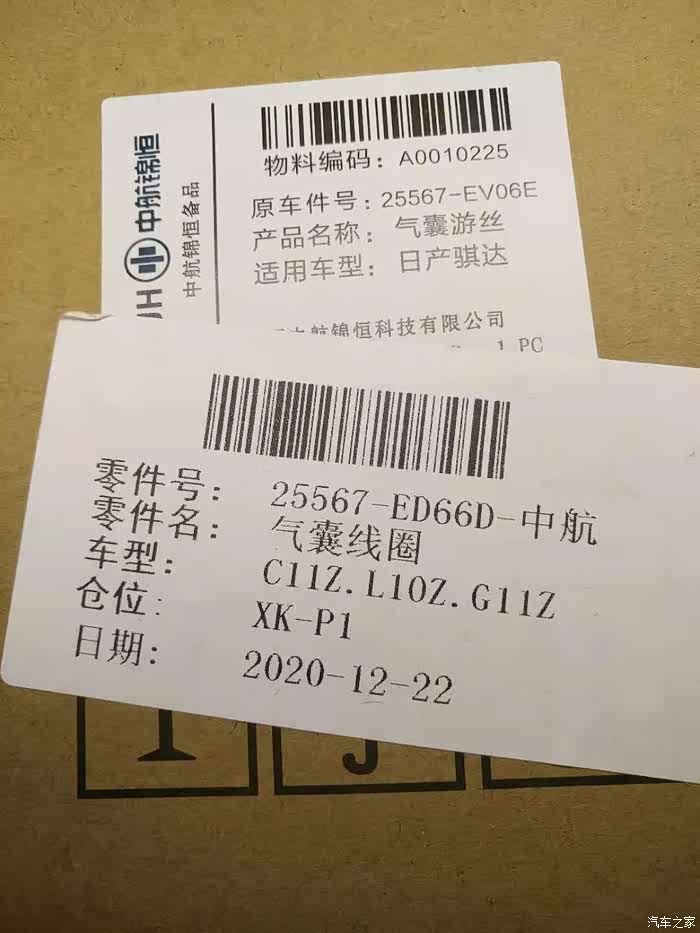 中航锦恒
中航锦恒备品
物料编码：A0010225
原车件号：25567-EV06E
产品名称：气囊游丝
适用车型：日产骐达
中航锦恒科技有限公司
1 PC
零件号：25567-ED66D-中航
零件名：气囊线圈
车型：C11Z.L10Z.G11Z
仓位：XK-P1
日期：2020-12-22
汽车之家